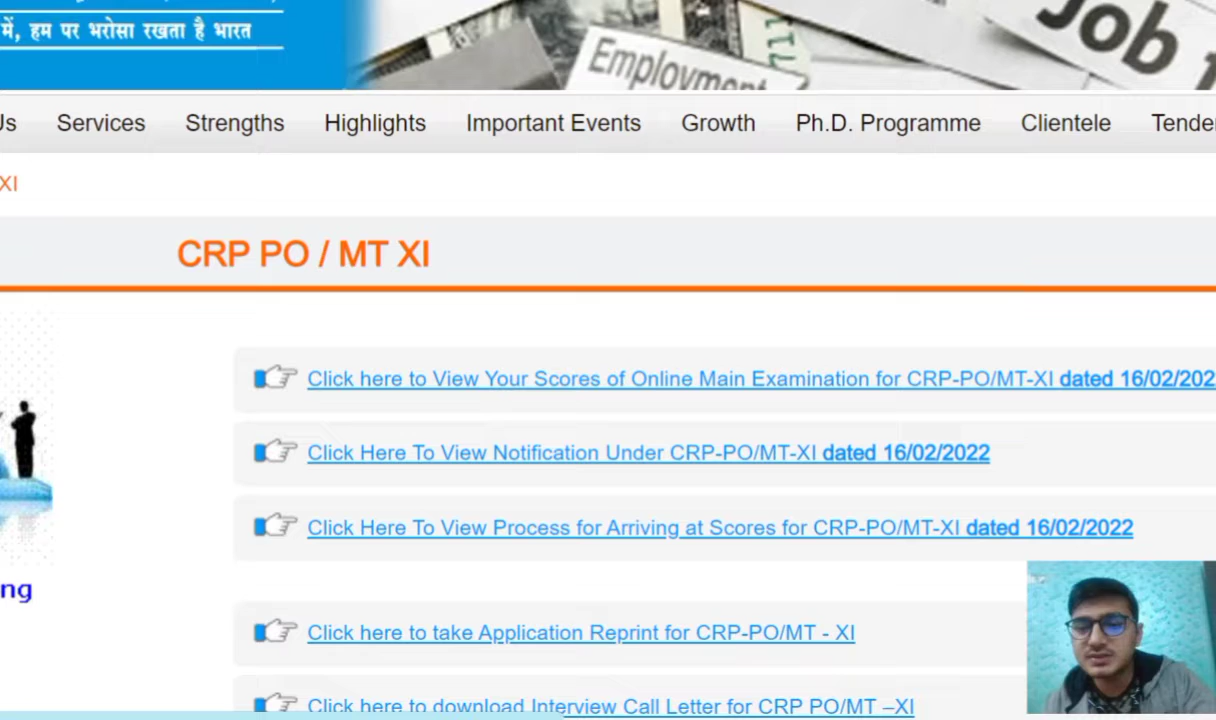 में, हम पर भरोसा रखता है भारत
Employment
Job
Us Services Strengths Highlights Important Events Growth Ph.D. Programme Clientele Tender
XI
CRP PO / MT XI
Click here to View Your Scores of Online Main Examination for CRP-PO/MT-XI dated 16/02/202
Click Here To View Notification Under CRP-PO/MT-XI dated 16/02/2022
Click Here To View Process for Arriving at Scores for CRP-PO/MT-XI dated 16/02/2022
ng
Click here to take Application Reprint for CRP-PO/MT - XI
Click here to download Interview Call Letter for CRP PO/MT –XI